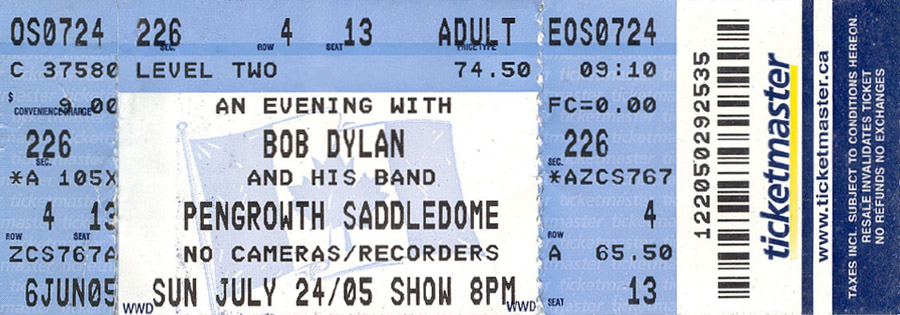 OS0724 226 4 13 ADULT EOS0724
SEC. ROW SEAT PRICETYPE
C 37580 LEVEL TWO 74.50 09:10
$ CONVENIENCE CHARGE 9.00 AN EVENING WITH FC=0.00
226 BOB DYLAN 226
SEC. SEC.
*A 105X AND HIS BAND *AZCS767
4 13 PENGROWTH SADDLEDOME 4
ROW SEAT ROW
ZCS767A NO CAMERAS/RECORDERS A 65.50
6JUN05 SUN JULY 24/05 SHOW 8PM SEAT 13
WWD WWD
122050292535
ticketmaster
www.ticketmaster.ca
TAXES INCL. SUBJECT TO CONDITIONS HEREON.
RESALE INVALIDATES TICKET
NO REFUNDS NO EXCHANGES